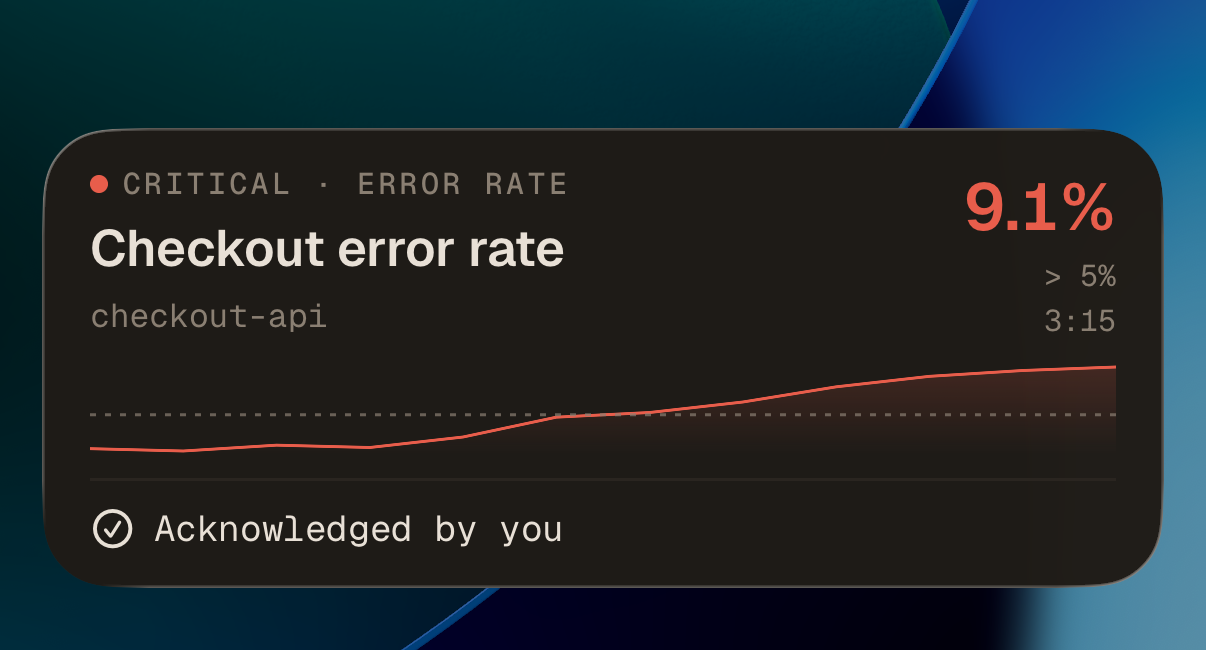 CRITICAL · ERROR RATE
9.1%
Checkout error rate
> 5%
checkout-api
3:15
Acknowledged by you